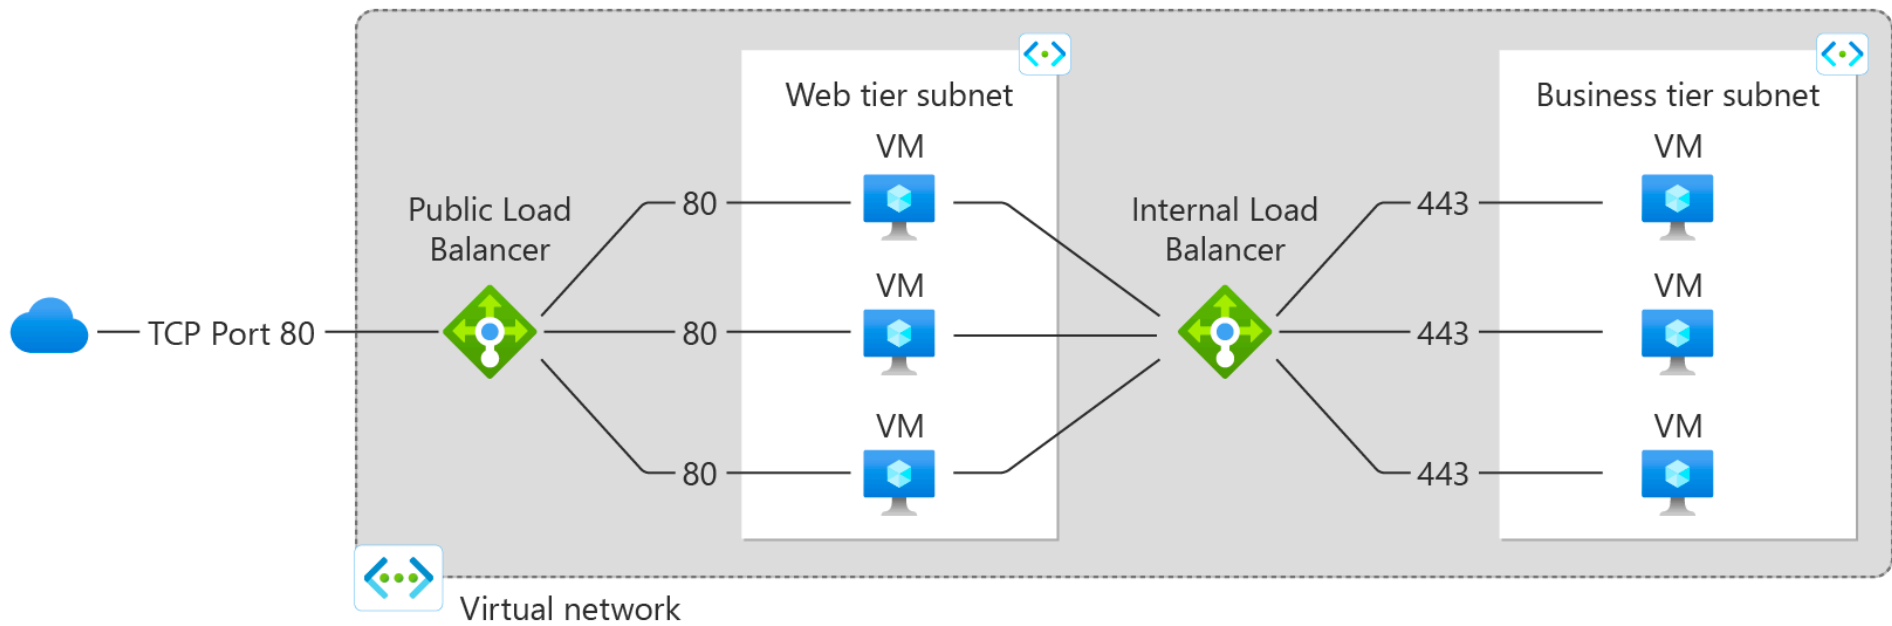 Web tier subnet
Business tier subnet
VM
VM
Public Load
Balancer
80
Internal Load
Balancer
443
VM
VM
TCP Port 80
80
443
VM
VM
80
443
Virtual network